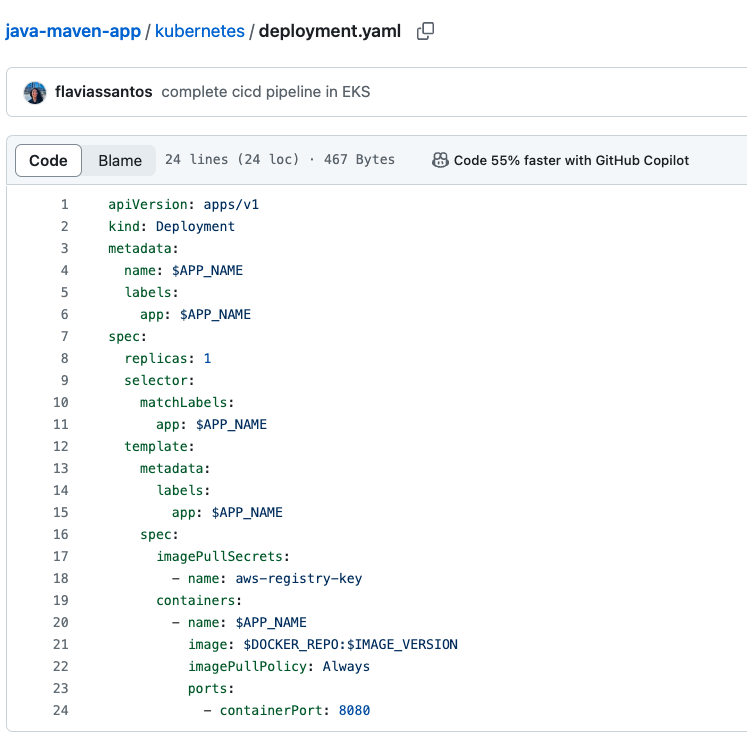 java-maven-app / kubernetes / deployment.yaml
flaviassantos complete cicd pipeline in EKS
Code Blame 24 lines (24 loc) · 467 Bytes Code 55% faster with GitHub Copilot
1 apiVersion: apps/v1
2 kind: Deployment
3 metadata:
4   name: $APP_NAME
5   labels:
6     app: $APP_NAME
7 spec:
8   replicas: 1
9   selector:
10     matchLabels:
11       app: $APP_NAME
12   template:
13     metadata:
14       labels:
15         app: $APP_NAME
16     spec:
17       imagePullSecrets:
18         - name: aws-registry-key
19       containers:
20         - name: $APP_NAME
21           image: $DOCKER_REPO:$IMAGE_VERSION
22           imagePullPolicy: Always
23           ports:
24             - containerPort: 8080